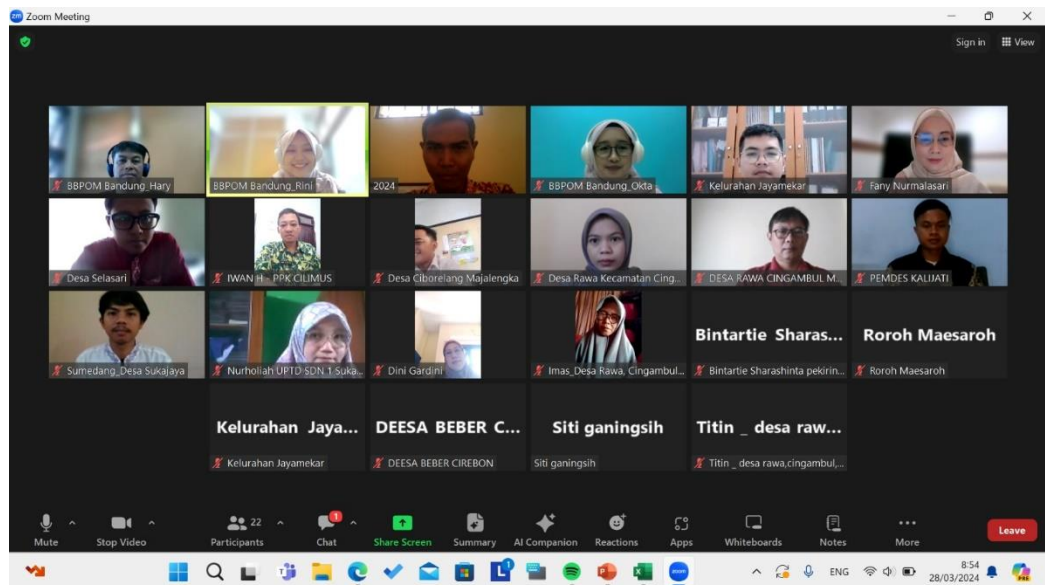 Zoom Meeting
Sign in View
BBPOM Bandung_Hary
BBPOM Bandung_Rini
2024
BBPOM Bandung_Okta
Kelurahan Jayamekar
Fany Nurmalasari
Desa Selasari
IWAN H - PPK CILIMUS
Desa Ciborelang Majalengka
Desa Rawa Kecamatan Cing...
DESA RAWA CINGAMBUL M...
PEMDES KALIJATI
Sumedang_Desa Sukajaya
Nurholiah UPTD SDN 1 Suka...
Dini Gardini
Imas_Desa Rawa, Cingambul...
Bintartie Sharas...
Bintartie Sharashinta pekirin...
Roroh Maesaroh
Roroh Maesaroh
Kelurahan Jaya...
Kelurahan Jayamekar
DEESA BEBER C...
DEESA BEBER CIREBON
Siti ganingsih
Siti ganingsih
Titin _ desa raw...
Titin _ desa rawa,cingambul,...
22 1
Mute Stop Video Participants Chat Share Screen Summary AI Companion Reactions Apps Whiteboards Notes More Leave
ENG 8:54
28/03/2024